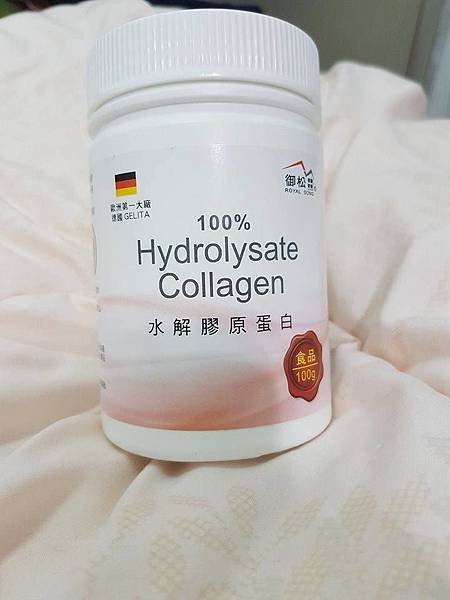 歐洲第一大廠
德國 GELITA
御松
ROYAL SONG
100%
Hydrolysate
Collagen
水解膠原蛋白
食品
100g